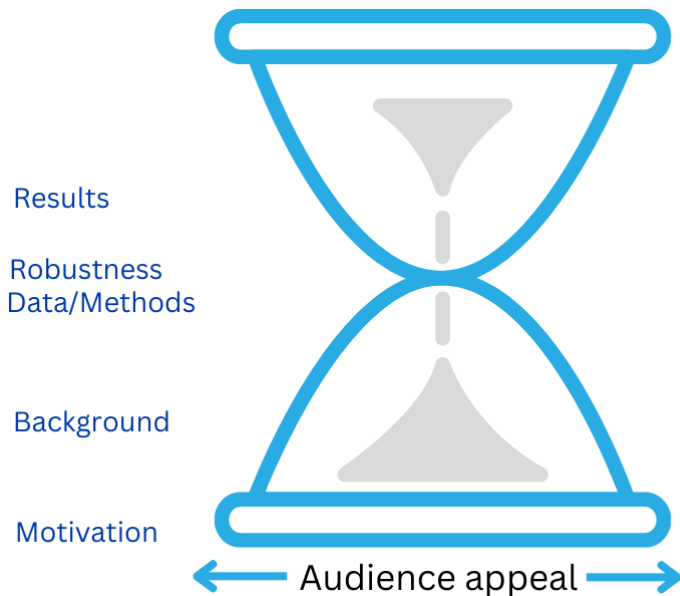 Results
Robustness
Data/Methods
Background
Motivation
Audience appeal